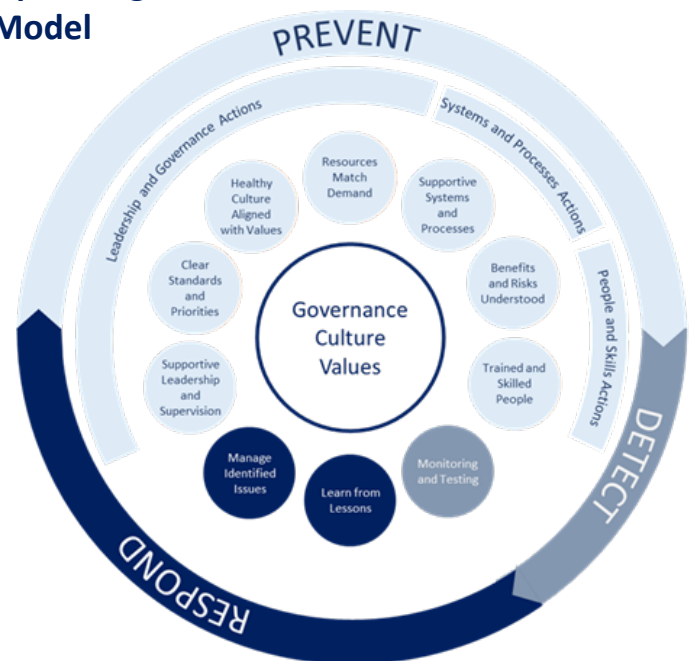 Model
PREVENT
Leadership and Governance Actions
Systems and Processes Actions
People and Skills Actions
Resources
Match
Demand
Healthy
Culture
Aligned
with Values
Supportive
Systems
and
Processes
Clear
Standards
and
Priorities
Benefits
and Risks
Understood
Governance
Culture
Values
Supportive
Leadership
and
Supervision
Trained and
Skilled
People
Manage
Identified
Issues
Learn from
Lessons
Monitoring
and Testing
DETECT
RESPOND